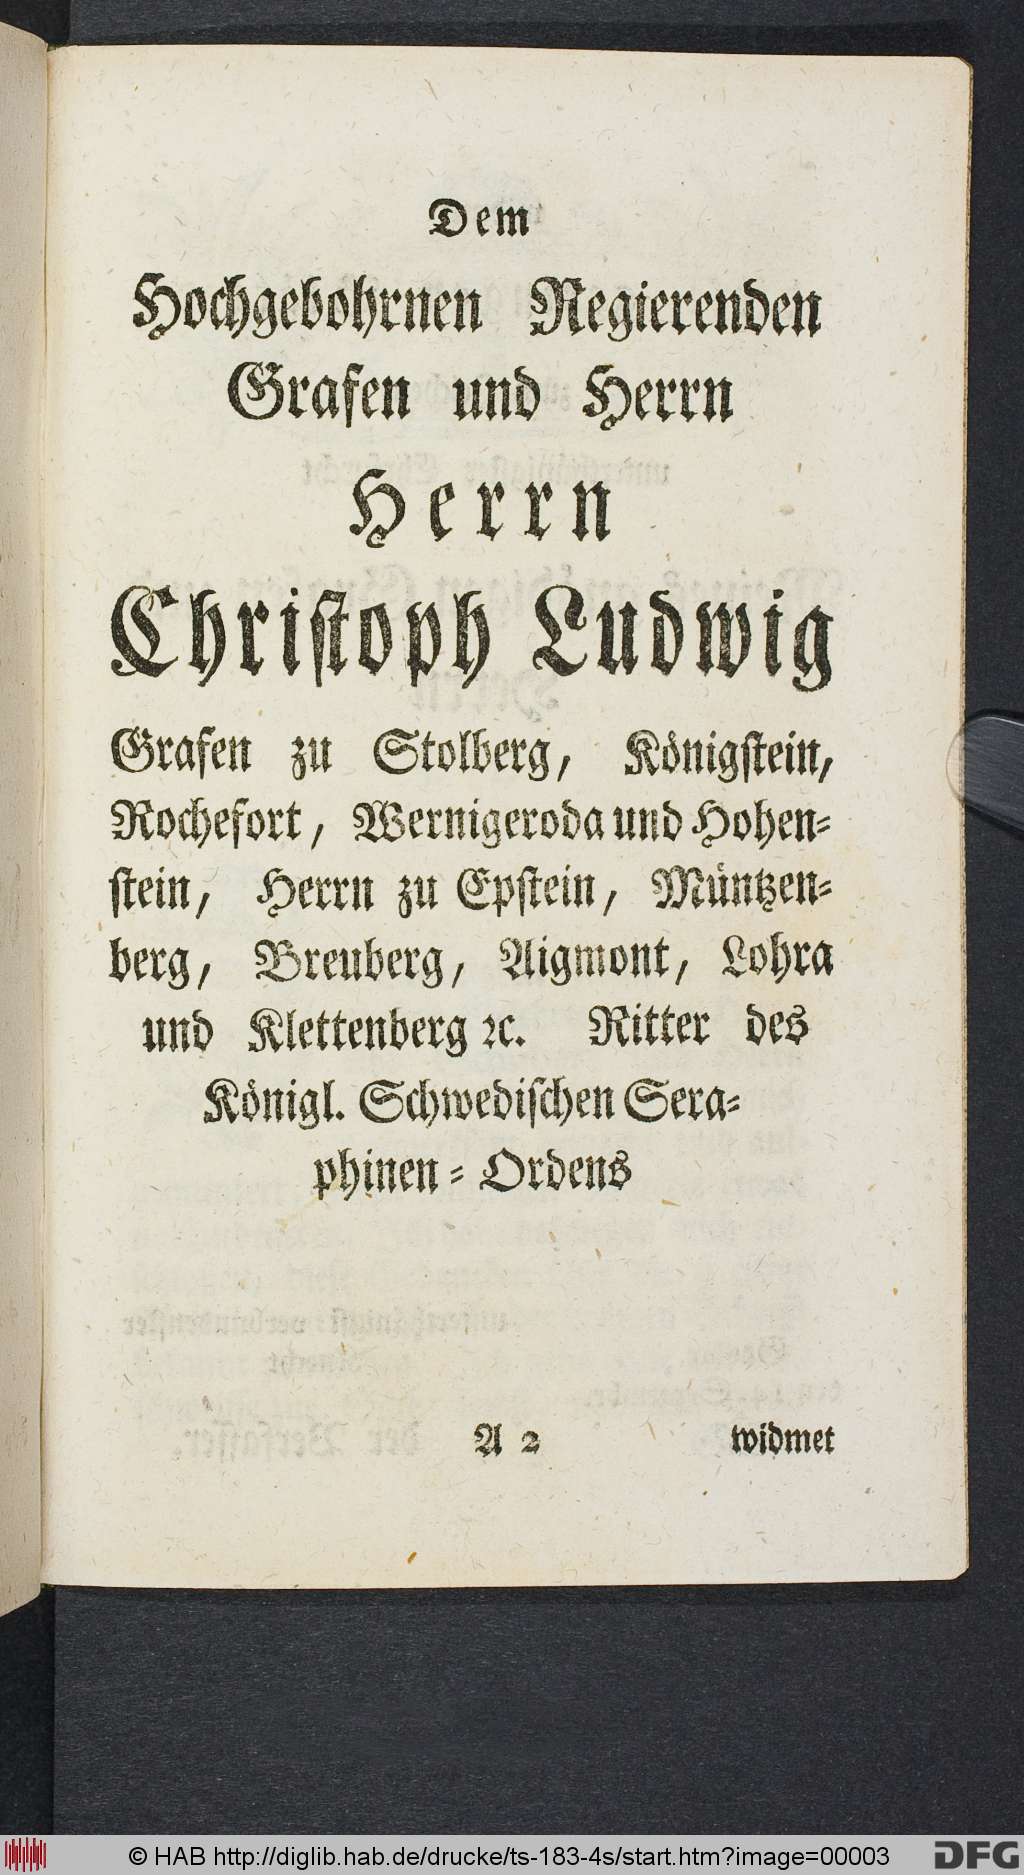 Dem
Hochgebohrnen Regierenden
Grafen und Herrn
Herrn
Christoph Ludwig
Grafen zu Stolberg, Königstein,
Rochefort, Wernigeroda und Hohen=
stein, Herrn zu Epstein, Müntzen=
berg, Breuberg, Aigmont, Lohra
und Klettenberg ꝛc. Ritter des
Königl. Schwedischen Sera=
phinen = Ordens
A 2 widmet
© HAB http://diglib.hab.de/drucke/ts-183-4s/start.htm?image=00003
DFG